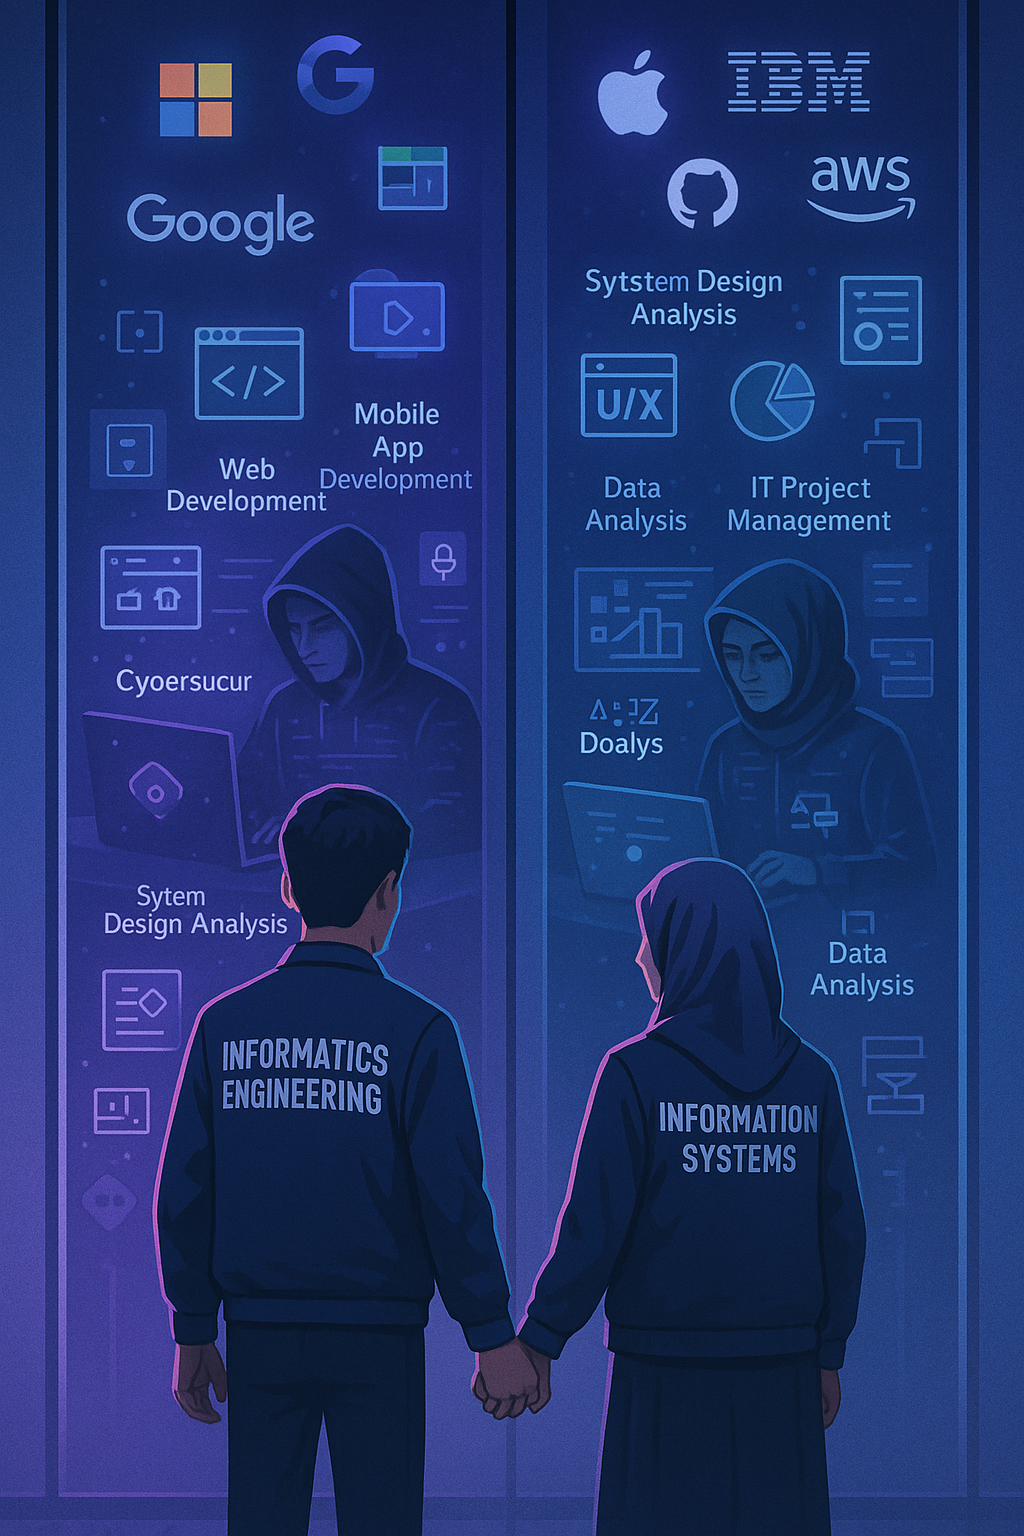 G
Google
</>
Mobile
App
Development
Web
Development
Cyoersucur
Sytem
Design Analysis
INFORMATICS
ENGINEERING
IBM
aws
Sytstem Design
Analysis
U/X
Data
Analysis
IT Project
Management
Doalys
Data
Analysis
INFORMATION
SYSTEMS